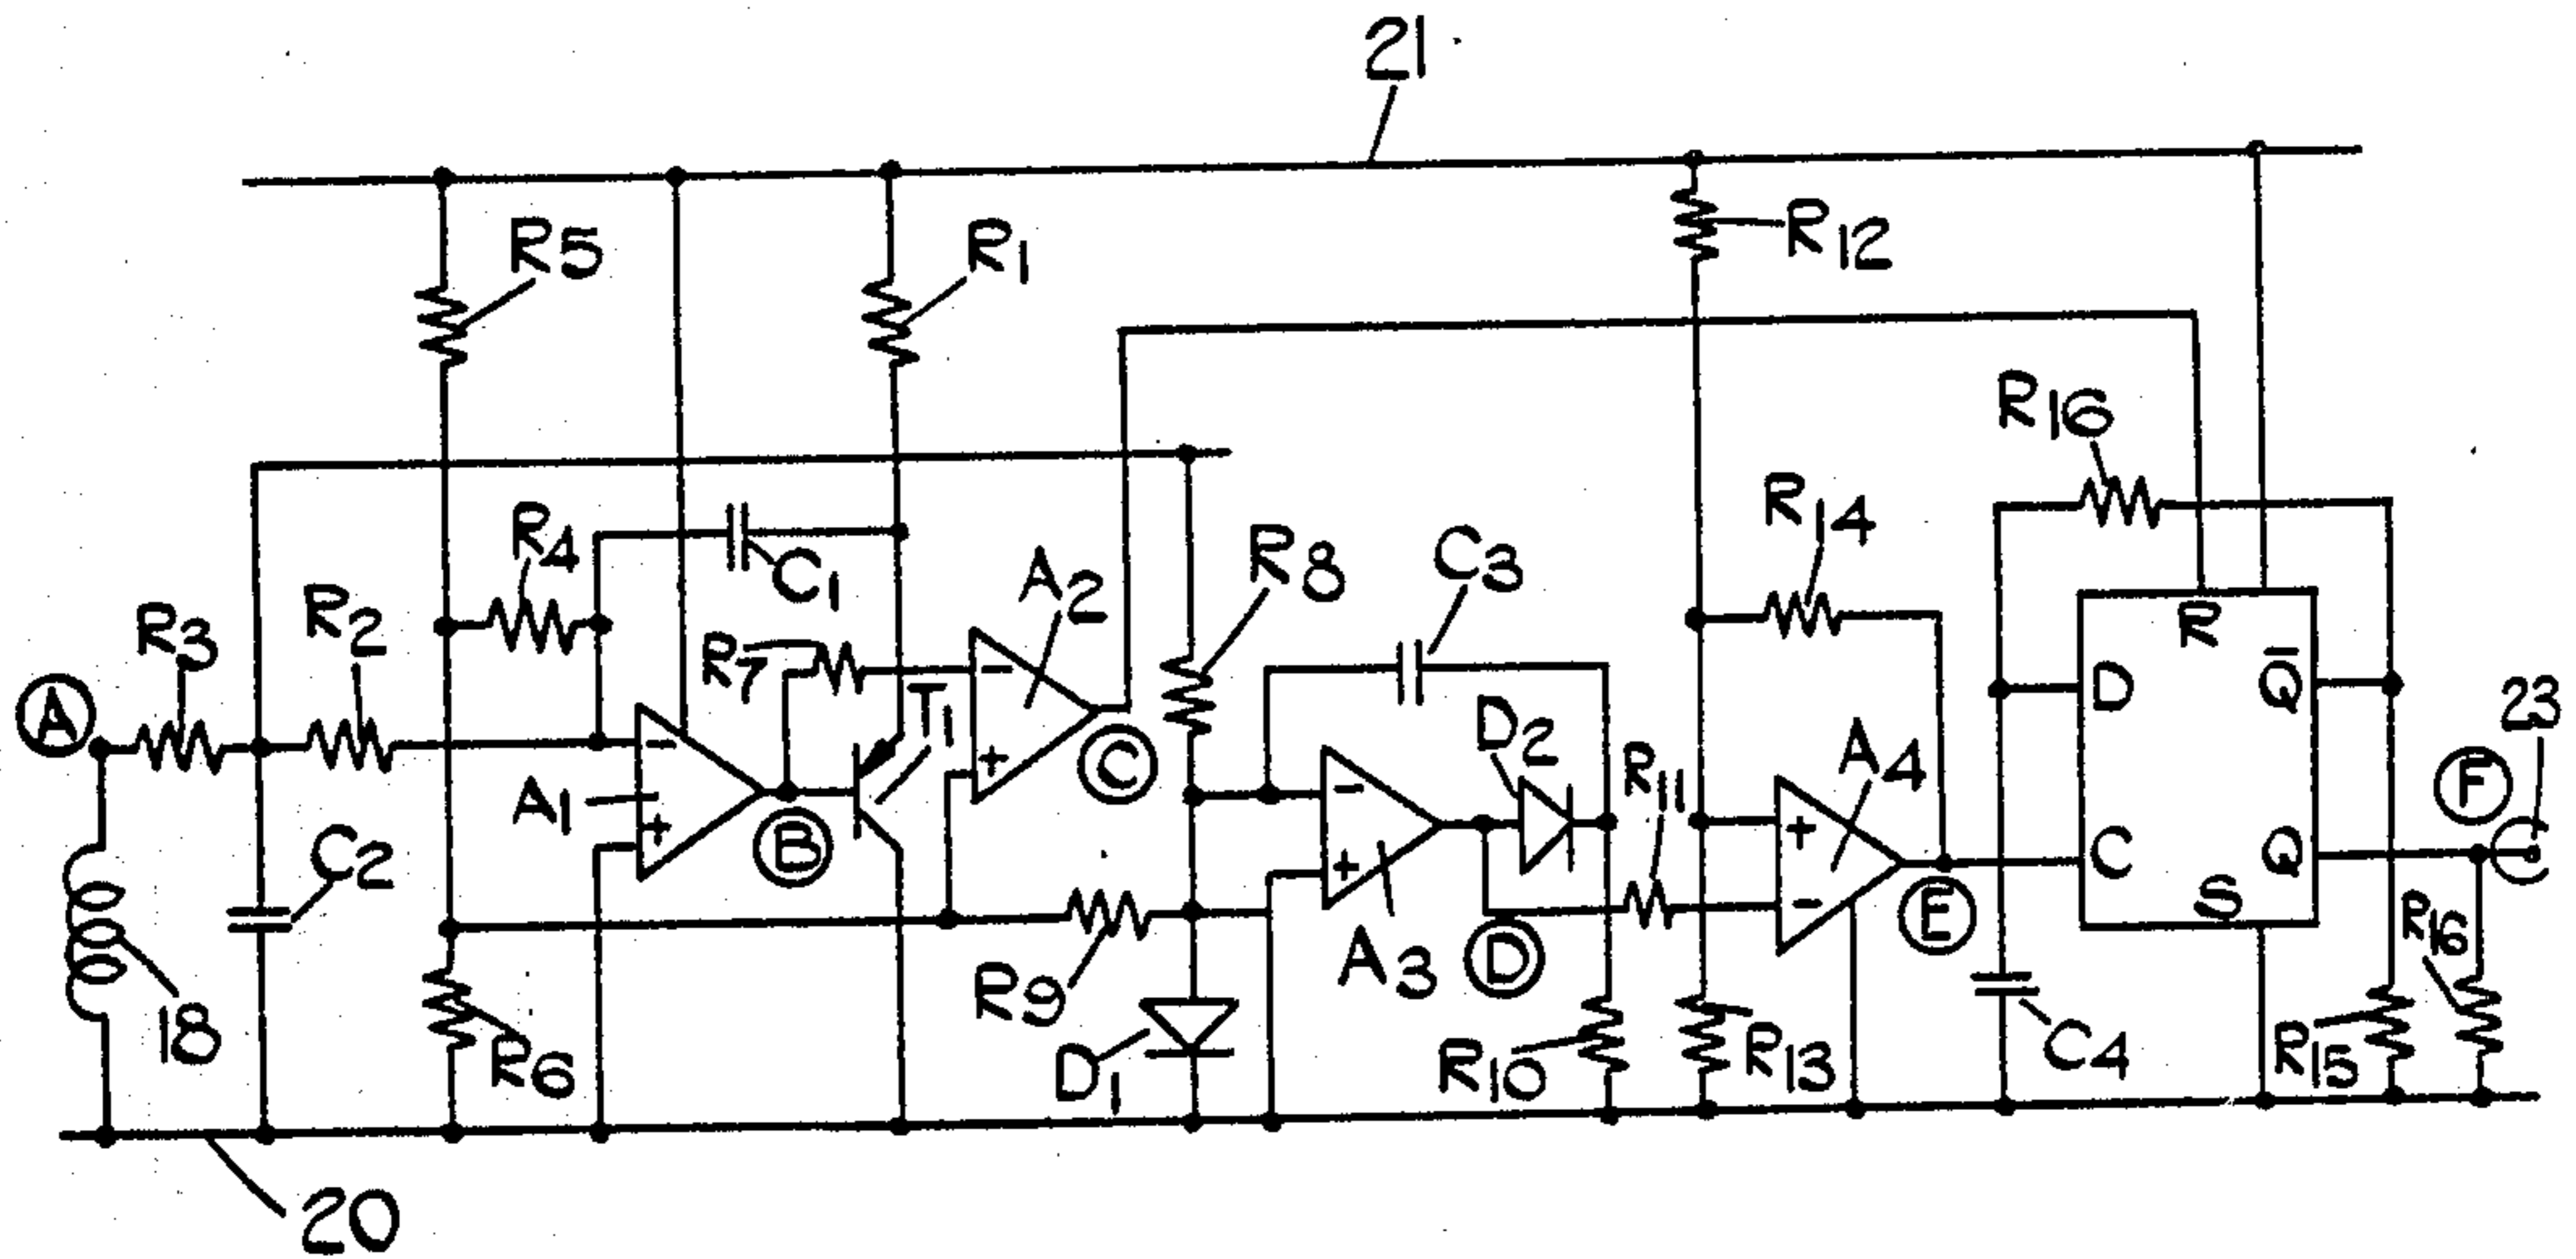 21
R5
R1
R12
R16
R4
C1
R14
R3
R2
R7
A2
R8
C3
T1
R
D
Q̅
23
A
−
−
+
C
D2
R11
A4
F
A1
+
B
−
+
+
−
C
Q
S
C2
R9
A3
D
E
R16
18
R6
D1
R10
R13
C4
R15
20